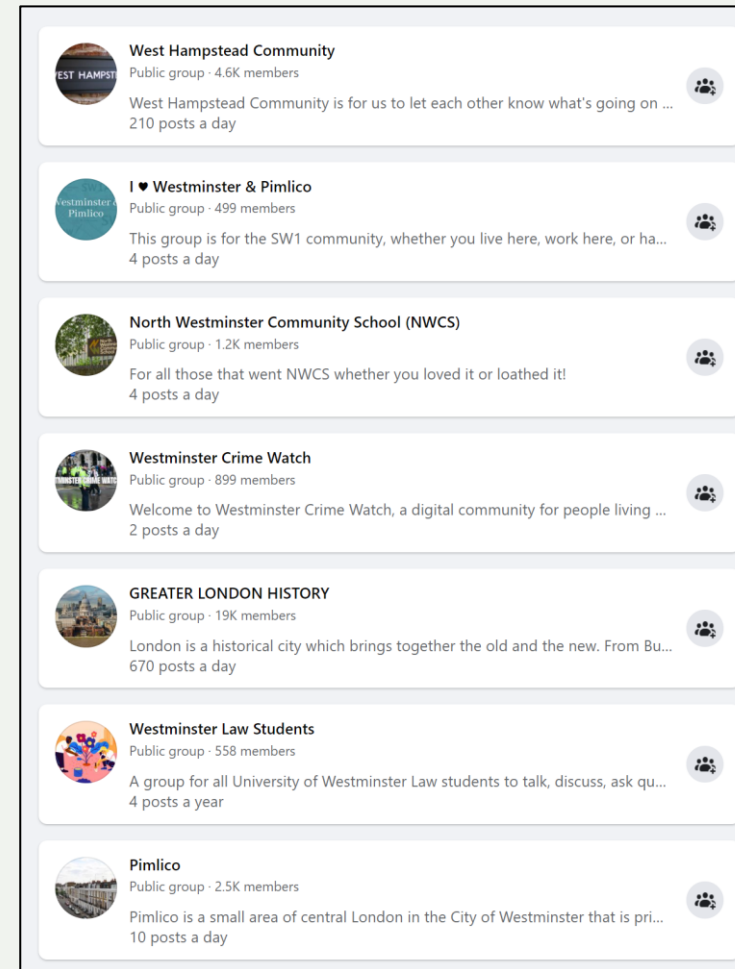 EST HAMPST
West Hampstead Community
Public group · 4.6K members
West Hampstead Community is for us to let each other know what's going on ...
210 posts a day
Westminster &
Pimlico
I ♥ Westminster & Pimlico
Public group · 499 members
This group is for the SW1 community, whether you live here, work here, or ha...
4 posts a day
North Westminster Community School (NWCS)
Public group · 1.2K members
For all those that went NWCS whether you loved it or loathed it!
4 posts a day
Westminster Crime Watch
Public group · 899 members
Welcome to Westminster Crime Watch, a digital community for people living ...
2 posts a day
GREATER LONDON HISTORY
Public group · 19K members
London is a historical city which brings together the old and the new. From Bu...
670 posts a day
Westminster Law Students
Public group · 558 members
A group for all University of Westminster Law students to talk, discuss, ask qu...
4 posts a year
Pimlico
Public group · 2.5K members
Pimlico is a small area of central London in the City of Westminster that is pri...
10 posts a day